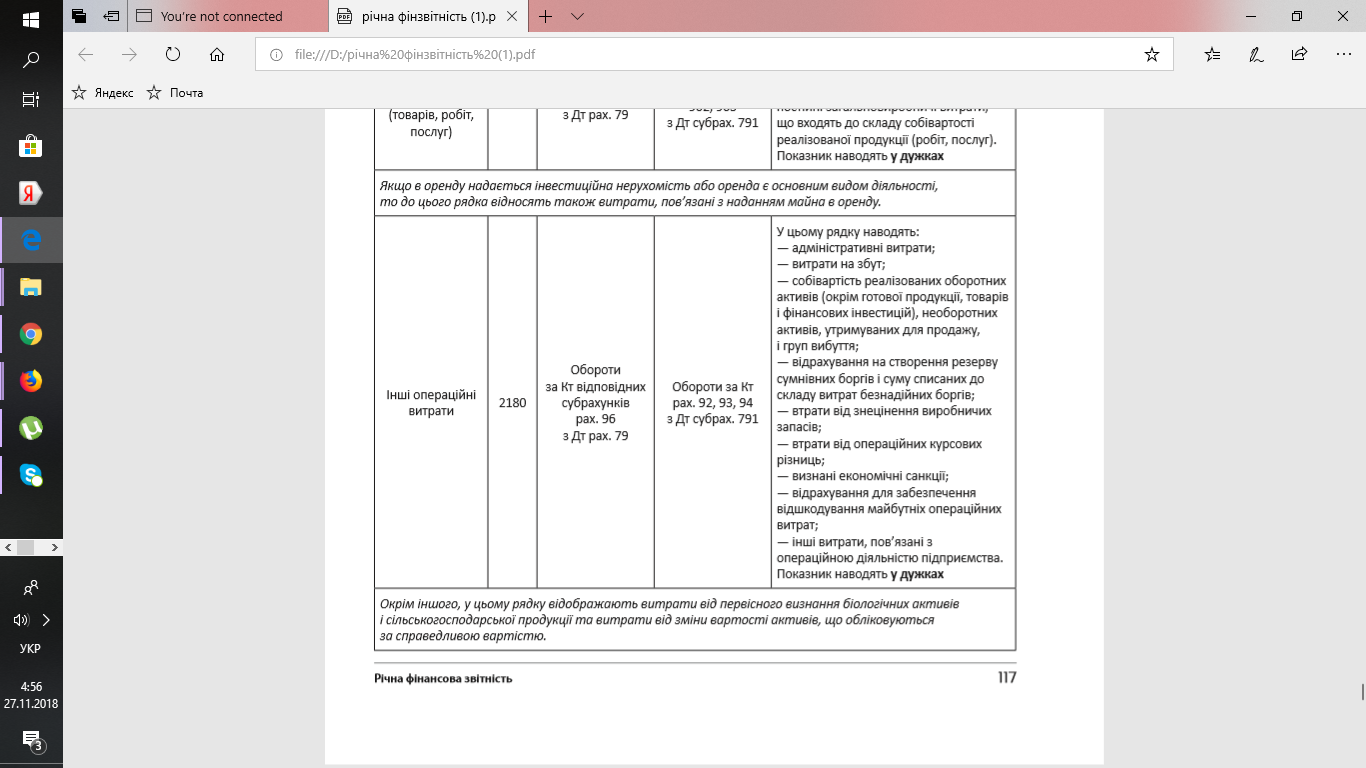 You're not connected
річна фінзвітність (1).p
file:///D:/річна%20фінзвітність%20(1).pdf
Яндекс
Почта
(товарів, робіт,
послуг)
з Дт рах. 79
з Дт субрах. 791
що входять до складу собівартості
реалізованої продукції (робіт, послуг).
Показник наводять у дужках
Якщо в оренду надається інвестиційна нерухомість або оренда є основним видом діяльності,
то до цього рядка відносять також витрати, пов’язані з наданням майна в оренду.
Інші операційні
витрати
2180
Обороти
за Кт відповідних
субрахунків
рах. 96
з Дт рах. 79
Обороти за Кт
рах. 92, 93, 94
з Дт субрах. 791
У цьому рядку наводять:
— адміністративні витрати;
— витрати на збут;
— собівартість реалізованих оборотних
активів (окрім готової продукції, товарів
і фінансових інвестицій), необоротних
активів, утримуваних для продажу,
і груп вибуття;
— відрахування на створення резерву
сумнівних боргів і суму списаних до
складу витрат безнадійних боргів;
— втрати від знецінення виробничих
запасів;
— втрати від операційних курсових
різниць;
— визнані економічні санкції;
— відрахування для забезпечення
відшкодування майбутніх операційних
витрат;
— інші витрати, пов’язані з
операційною діяльністю підприємства.
Показник наводять у дужках
Окрім іншого, у цьому рядку відображають витрати від первісного визнання біологічних активів
і сільськогосподарської продукції та витрати від зміни вартості активів, що обліковуються
за справедливою вартістю.
Річна фінансова звітність
117
УКР
4:56
27.11.2018
3